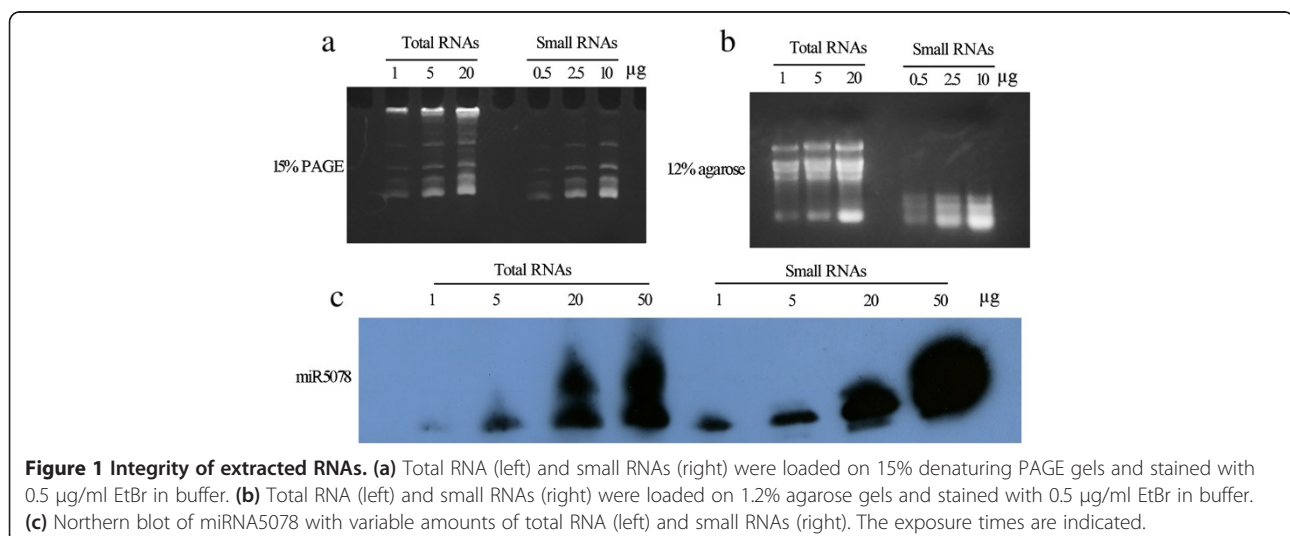 a
Total RNAs Small RNAs
1 5 20 0.5 2.5 10 µg
15% PAGE
b
Total RNAs Small RNAs
1 5 20 0.5 2.5 10 µg
1.2% agarose
Total RNAs Small RNAs
c 1 5 20 50 1 5 20 50 µg
miR5078
Figure 1 Integrity of extracted RNAs. (a) Total RNA (left) and small RNAs (right) were loaded on 15% denaturing PAGE gels and stained with
0.5 µg/ml EtBr in buffer. (b) Total RNA (left) and small RNAs (right) were loaded on 1.2% agarose gels and stained with 0.5 µg/ml EtBr in buffer.
(c) Northern blot of miRNA5078 with variable amounts of total RNA (left) and small RNAs (right). The exposure times are indicated.